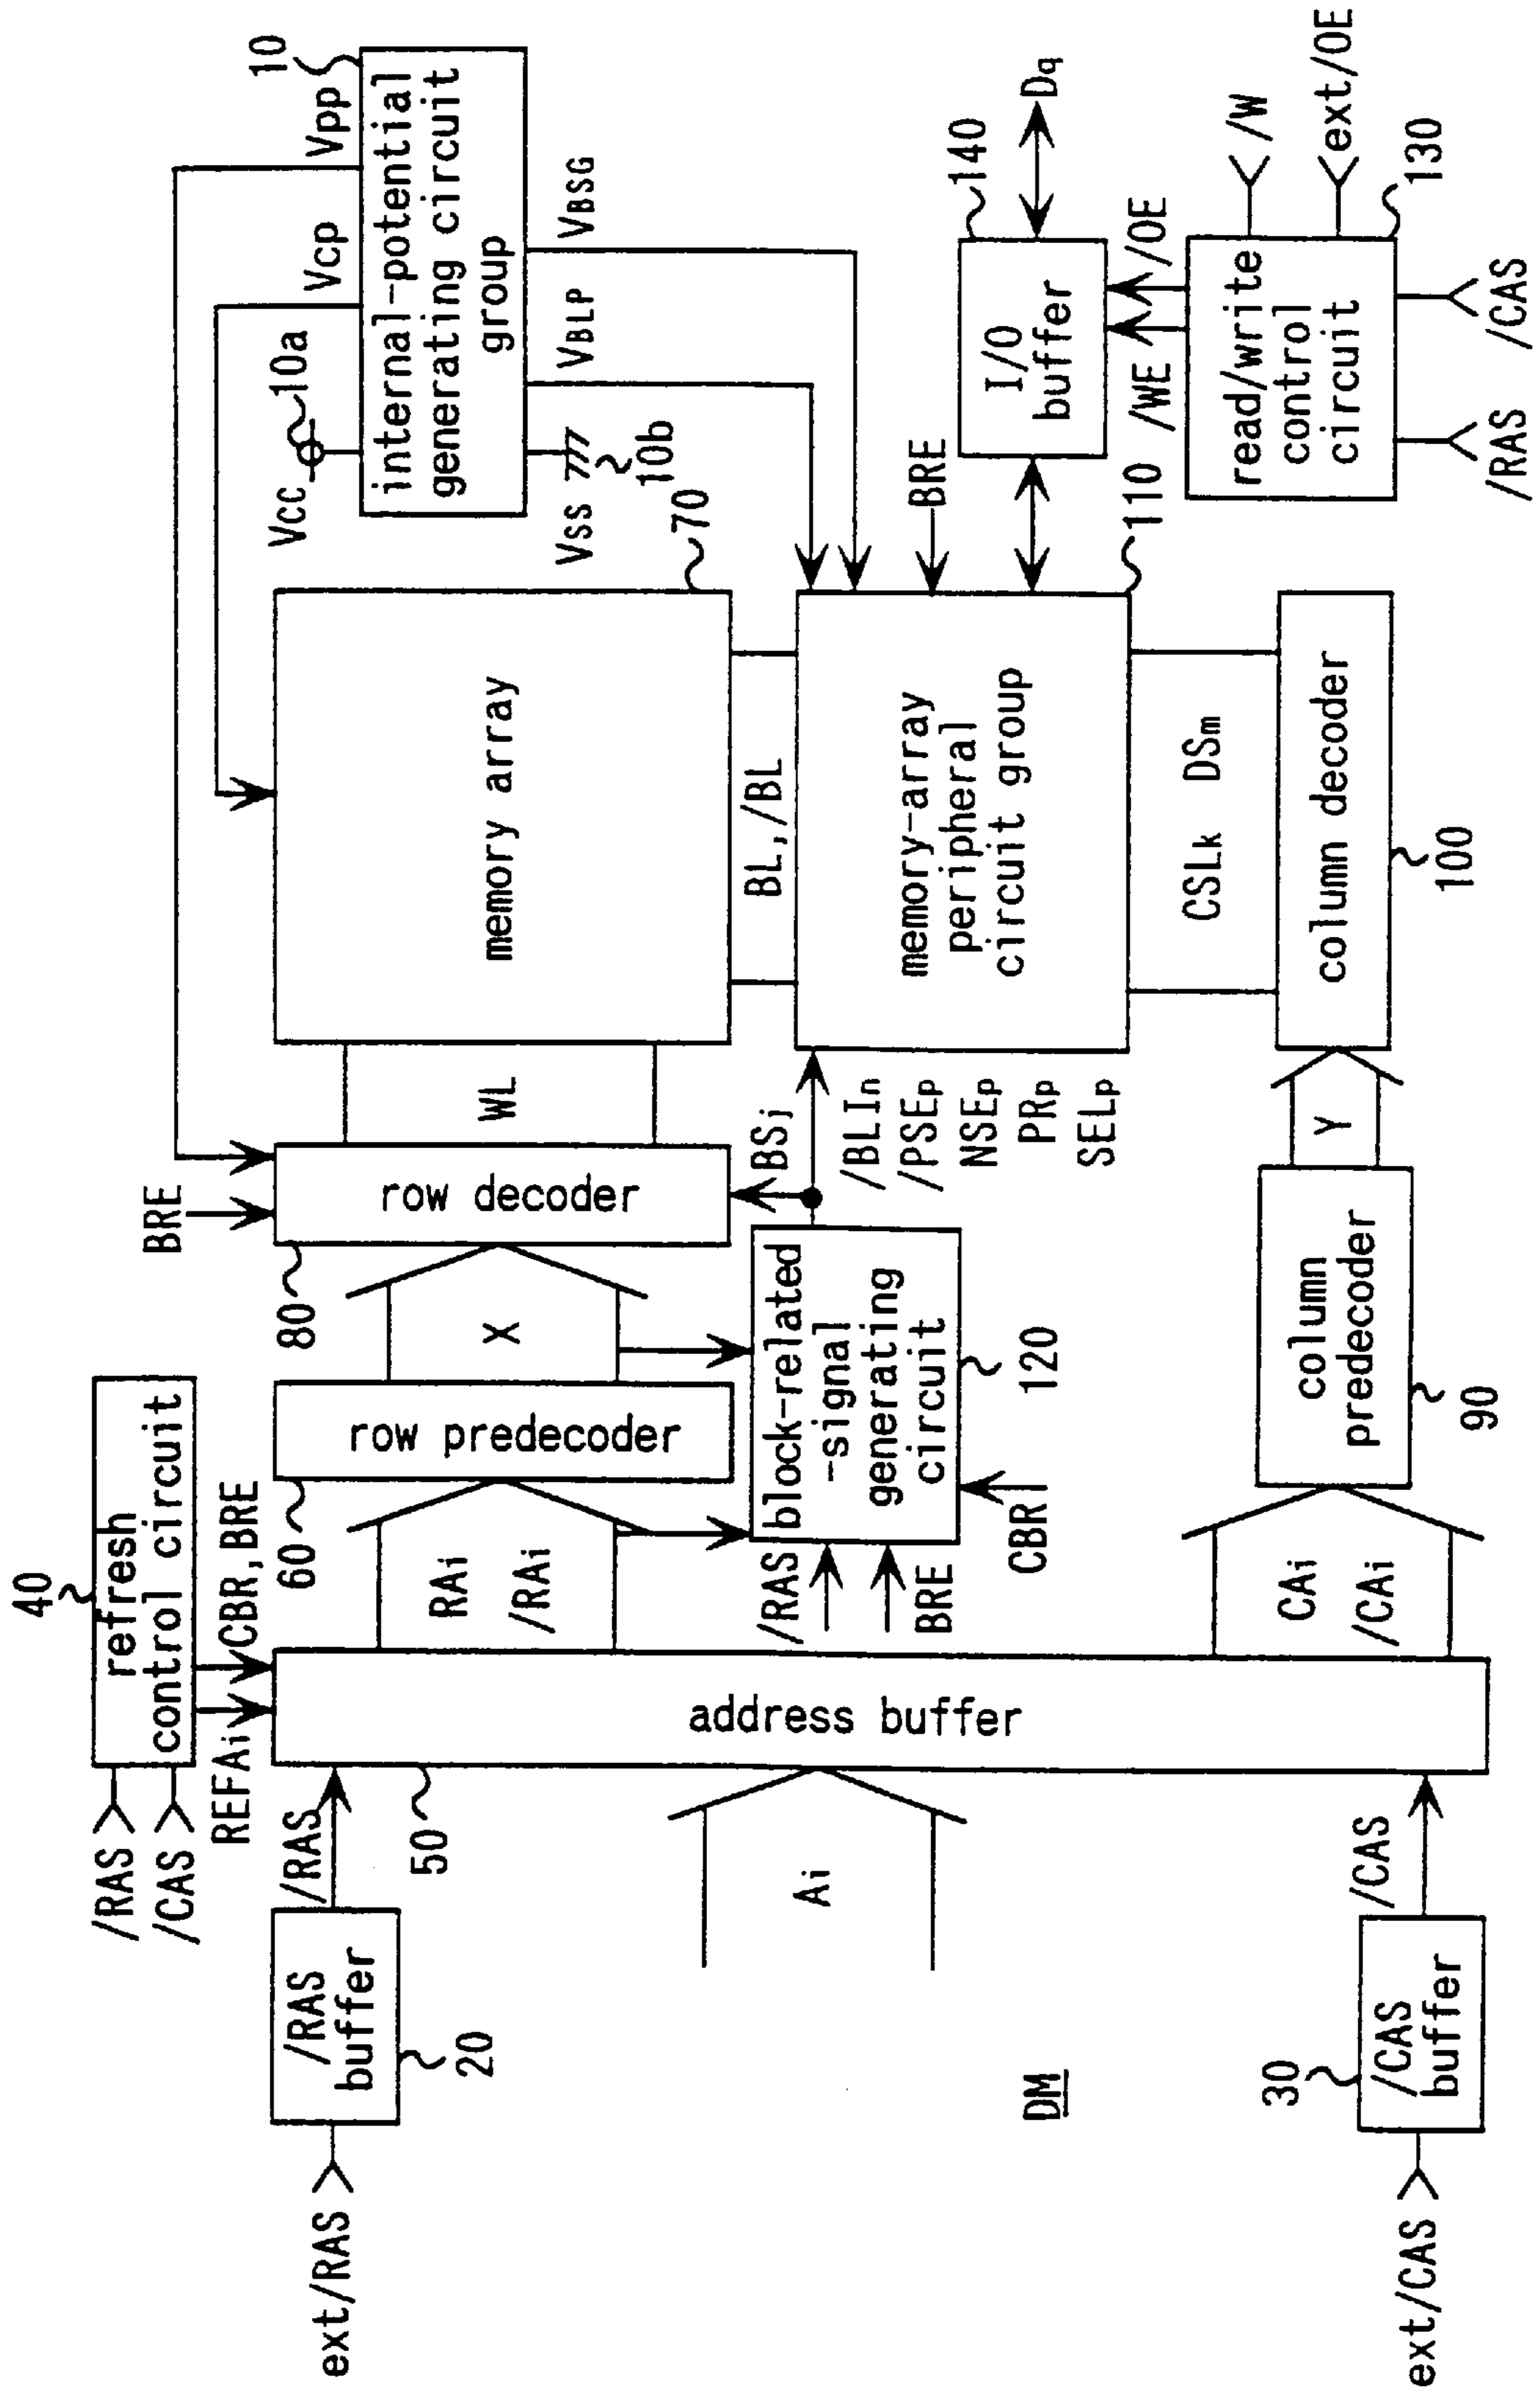 /RAS
/CAS
40
refresh
control circuit
REFAi
CBR, BRE
BRE
Vcp
Vpp
10
Vcc
10a
internal-potential
generating circuit
group
Vss
10b
VBLP
VBSG
ext/RAS
/RAS
buffer
20
/RAS
50
address buffer
Ai
RAi
/RAi
60
row predecoder
X
80
row decoder
WL
memory array
70
BL, /BL
/RAS
BRE
CBR
block-related
-signal
generating
circuit
120
BSj
/BLIn
/PSEp
NSEp
PRp
SELp
memory-array
peripheral
circuit group
110
BRE
I/O
buffer
140
Dq
/WE
/OE
read/write
control
circuit
130
/W
ext/OE
/RAS
/CAS
CSLk DSm
column decoder
100
Y
column
predecoder
90
CAi
/CAi
/CAS
30
/CAS
buffer
ext/CAS
DM